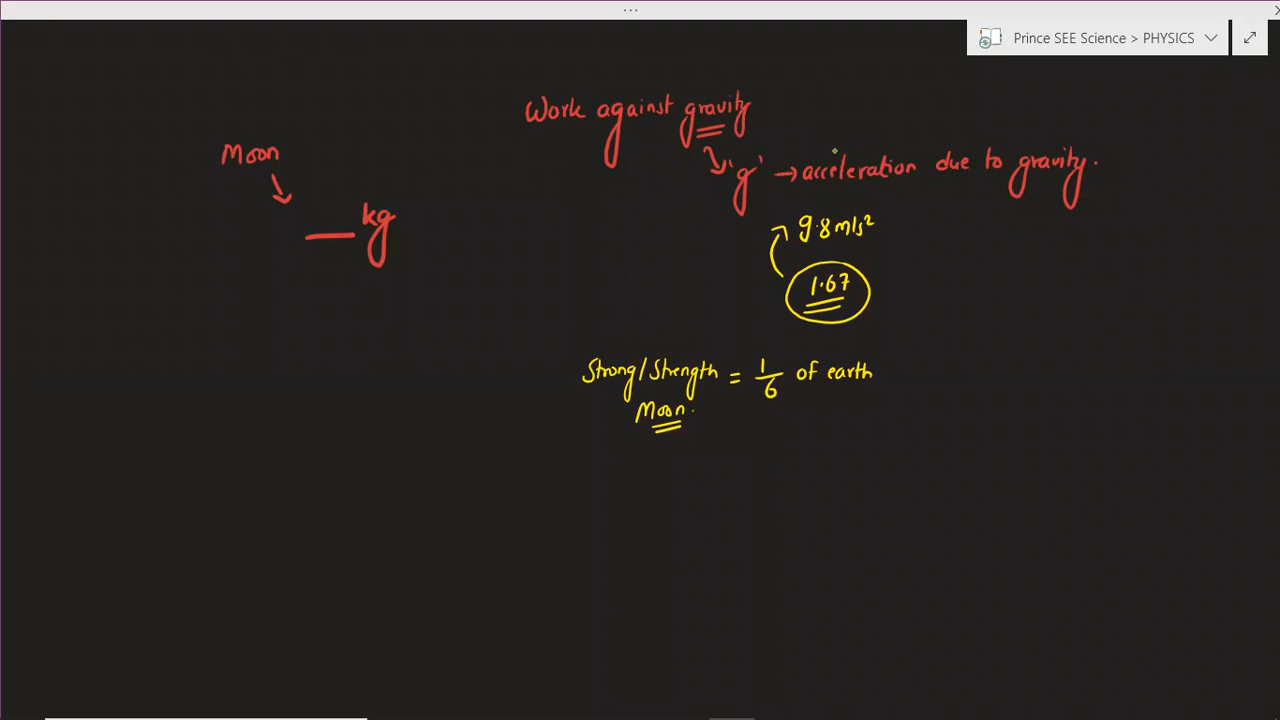 Prince SEE Science > PHYSICS
Work against gravity
Moon
'g' → acceleration due to gravity.
kg
9.8 m/s²
1.67
Strong/Strength = 1/6 of earth
Moon.